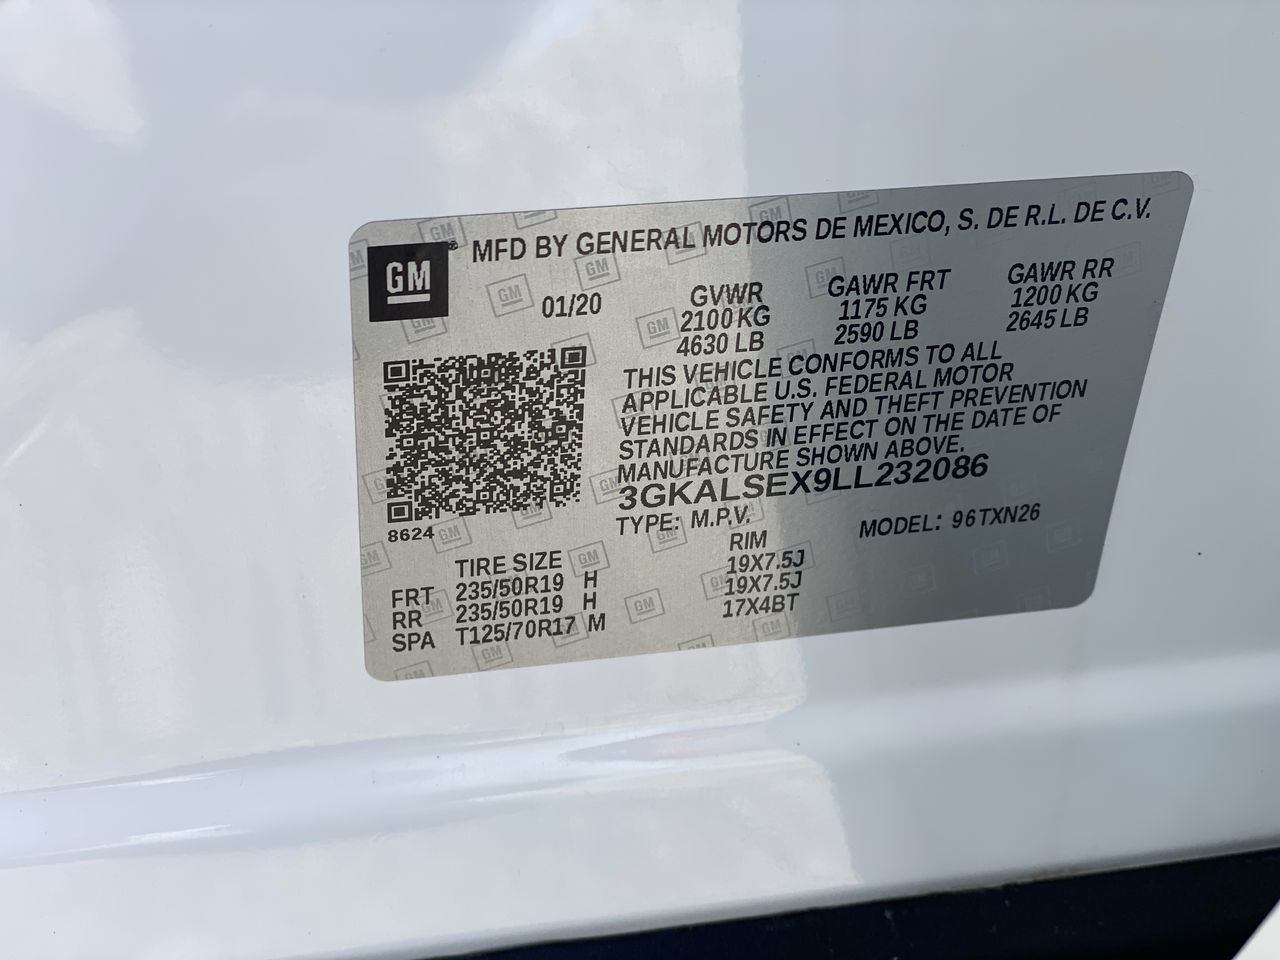 GM® MFD BY GENERAL MOTORS DE MEXICO, S. DE R.L. DE C.V.
01/20 GVWR GAWR FRT GAWR RR
2100 KG 1175 KG 1200 KG
4630 LB 2590 LB 2645 LB
THIS VEHICLE CONFORMS TO ALL
APPLICABLE U.S. FEDERAL MOTOR
VEHICLE SAFETY AND THEFT PREVENTION
STANDARDS IN EFFECT ON THE DATE OF
MANUFACTURE SHOWN ABOVE.
3GKALSEX9LL232086
8624
TYPE: M.P.V. MODEL: 96TXN26
TIRE SIZE RIM
FRT 235/50R19 H 19X7.5J
RR 235/50R19 H 19X7.5J
SPA T125/70R17 M 17X4BT